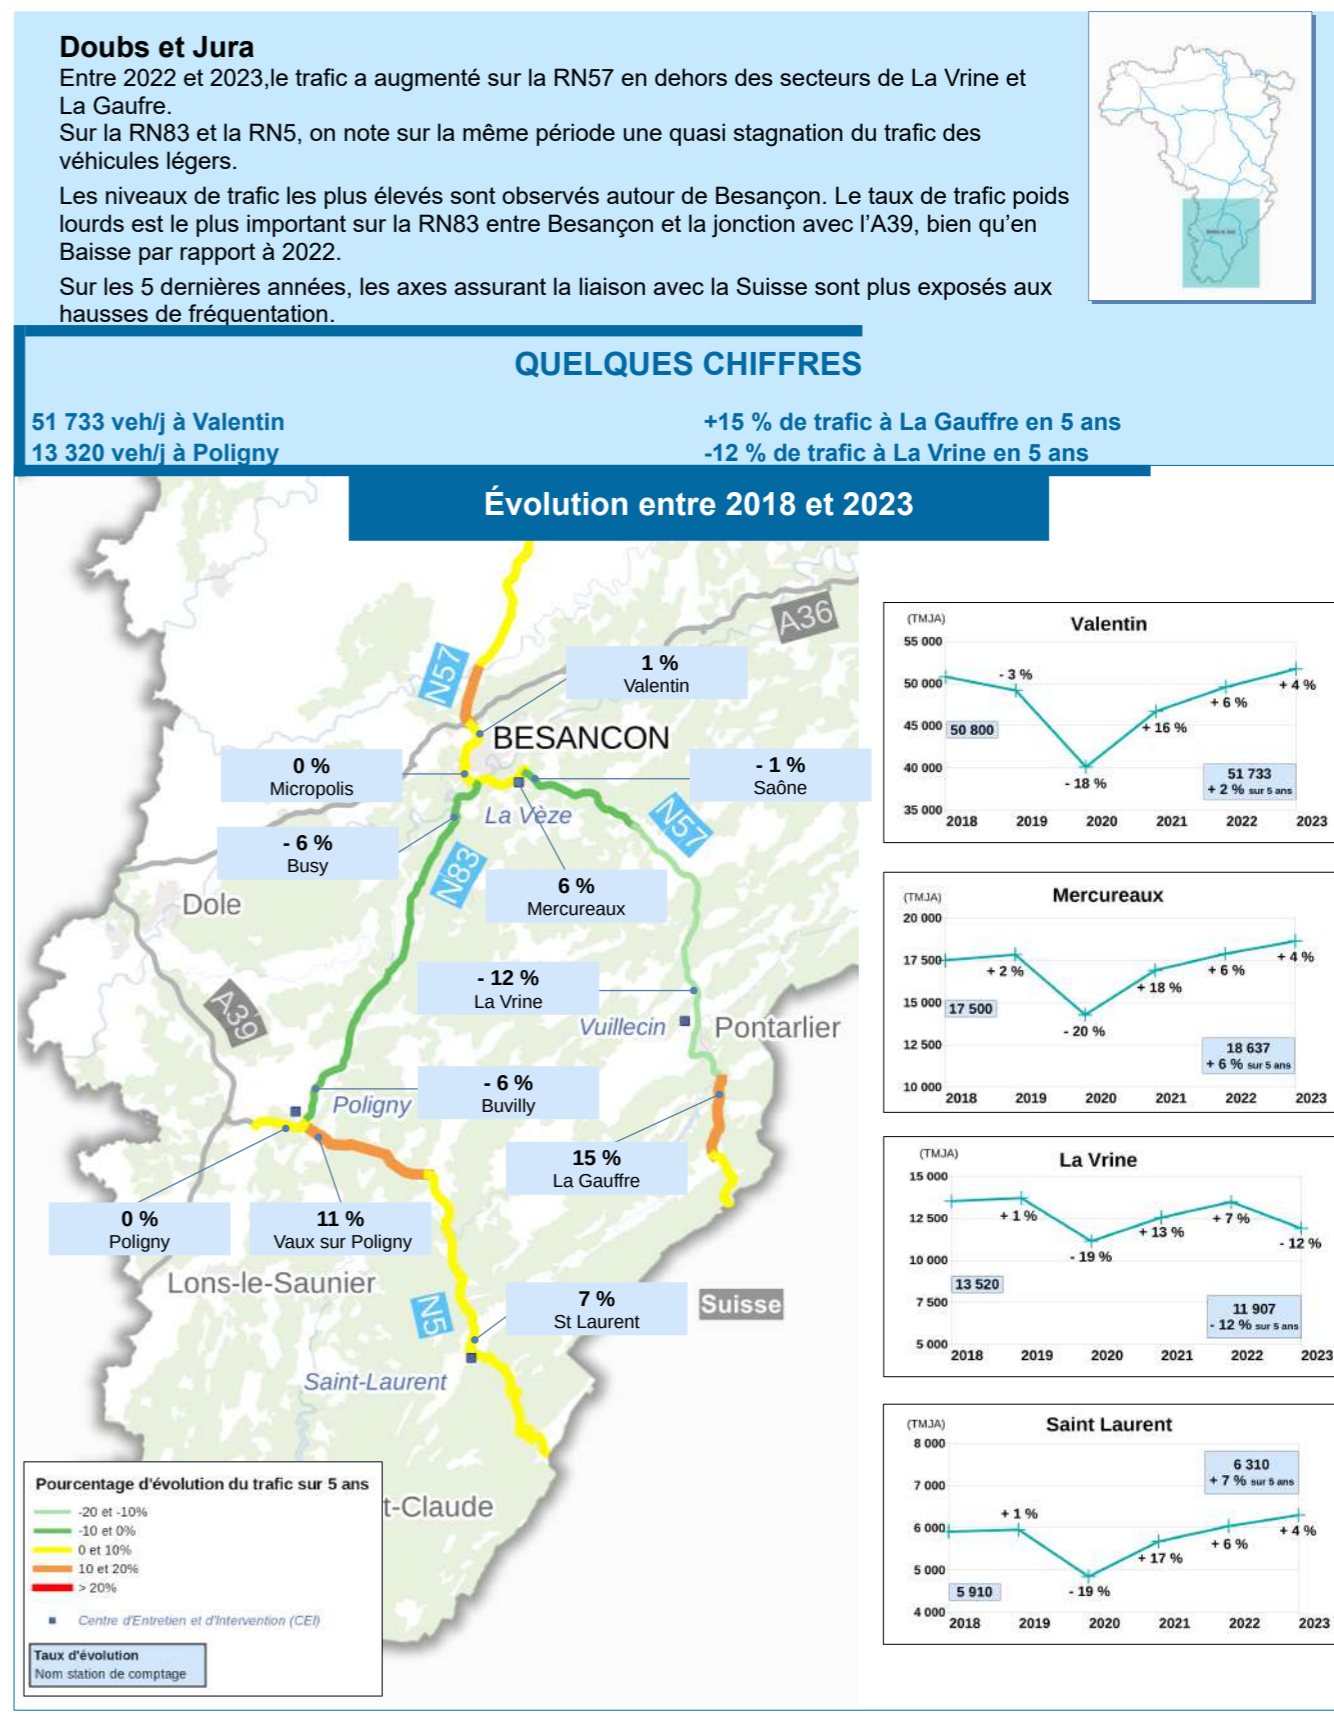 Doubs et Jura
Entre 2022 et 2023,le trafic a augmenté sur la RN57 en dehors des secteurs de La Vrine et
La Gaufre.
Sur la RN83 et la RN5, on note sur la même période une quasi stagnation du trafic des
véhicules légers.
Les niveaux de trafic les plus élevés sont observés autour de Besançon. Le taux de trafic poids
lourds est le plus important sur la RN83 entre Besançon et la jonction avec l'A39, bien qu'en
Baisse par rapport à 2022.
Sur les 5 dernières années, les axes assurant la liaison avec la Suisse sont plus exposés aux
hausses de fréquentation.
QUELQUES CHIFFRES
51 733 veh/j à Valentin
13 320 veh/j à Poligny
+15 % de trafic à La Gauffre en 5 ans
-12 % de trafic à La Vrine en 5 ans
Évolution entre 2018 et 2023
A36
N57
1 %
Valentin
BESANCON
0 %
Micropolis
- 1 %
Saône
La Vèze
N57
- 6 %
Busy
N83
6 %
Mercureaux
Dole
- 12 %
La Vrine
A39
Vuillecin
Pontarlier
- 6 %
Buvilly
Poligny
15 %
La Gauffre
0 %
Poligny
11 %
Vaux sur Poligny
Lons-le-Saunier
N5
7 %
St Laurent
Suisse
Saint-Laurent
t-Claude
Pourcentage d'évolution du trafic sur 5 ans
-20 et -10%
-10 et 0%
0 et 10%
10 et 20%
> 20%
Centre d'Entretien et d'Intervention (CEI)
Taux d'évolution
Nom station de comptage
(TMJA)
Valentin
55 000
50 000
45 000
40 000
35 000
- 3 %
- 18 %
+ 16 %
+ 6 %
+ 4 %
50 800
51 733
+ 2 % sur 5 ans
2018 2019 2020 2021 2022 2023
(TMJA)
Mercureaux
20 000
17 500
15 000
12 500
10 000
+ 2 %
- 20 %
+ 18 %
+ 6 %
+ 4 %
17 500
18 637
+ 6 % sur 5 ans
2018 2019 2020 2021 2022 2023
(TMJA)
La Vrine
15 000
12 500
10 000
7 500
5 000
+ 1 %
- 19 %
+ 13 %
+ 7 %
- 12 %
13 520
11 907
- 12 % sur 5 ans
2018 2019 2020 2021 2022 2023
(TMJA)
Saint Laurent
8 000
7 000
6 000
5 000
4 000
+ 1 %
- 19 %
+ 17 %
+ 6 %
+ 4 %
5 910
6 310
+ 7 % sur 5 ans
2018 2019 2020 2021 2022 2023